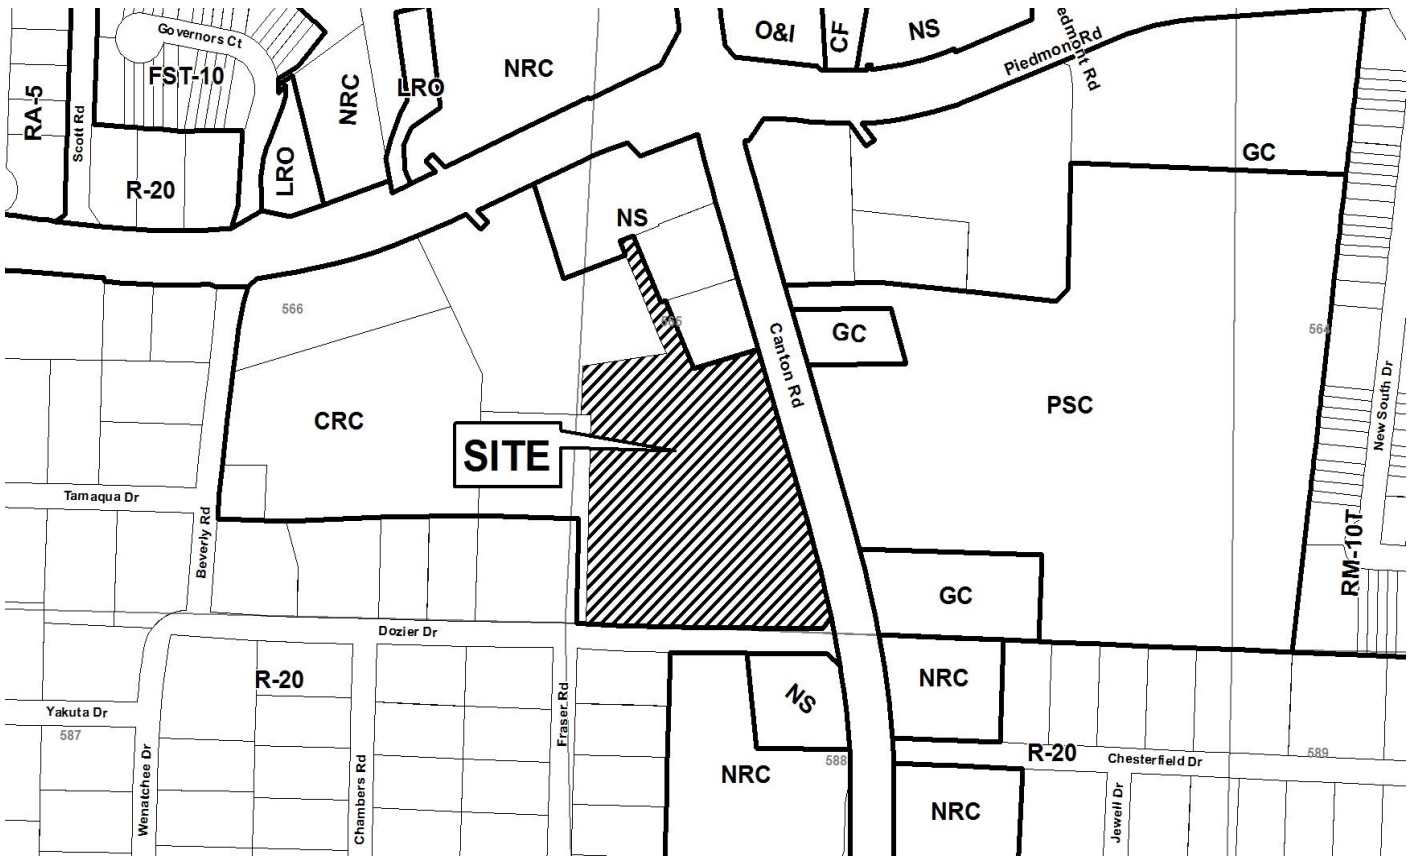 Governors Ct
FST-10
RA-5
Scott Rd
R-20
LRO
NRC
LRO
NRC
O&I
CF
NS
Piedmont Rd
Piedmont Rd
GC
NS
566
565
564
Canton Rd
GC
PSC
New South Dr
CRC
SITE
Tamaqua Dr
Beverly Rd
RM-10T
GC
Dozier Dr
R-20
Yakuta Dr
587
Wenatchee Dr
Chambers Rd
Fraser Rd
NS
NRC
588
NRC
R-20
Chesterfield Dr
589
NRC
Jewell Dr